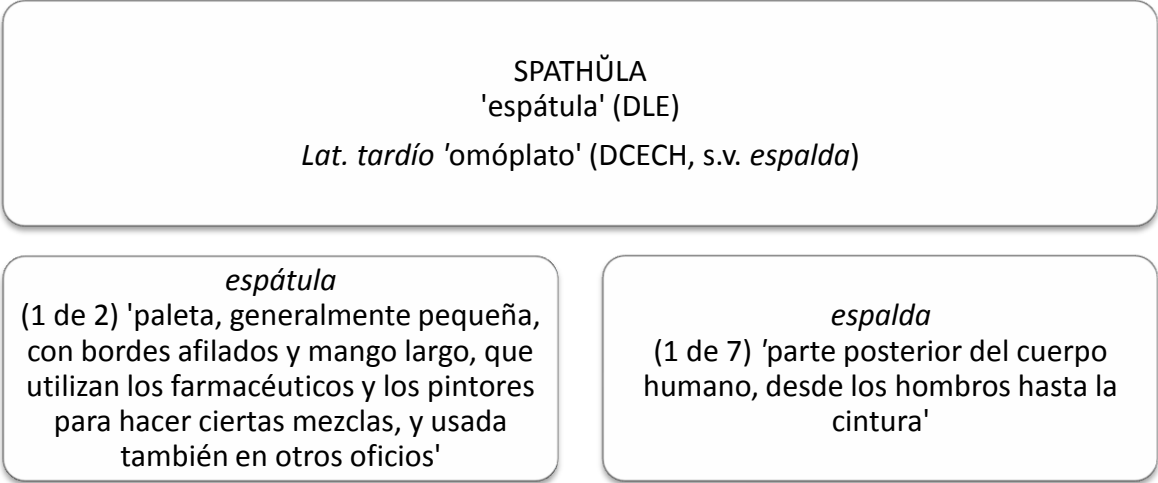 SPATHŬLA
'espátula' (DLE)
Lat. tardío 'omóplato' (DCECH, s.v. espalda)
espátula
(1 de 2) 'paleta, generalmente pequeña,
con bordes afilados y mango largo, que
utilizan los farmacéuticos y los pintores
para hacer ciertas mezclas, y usada
también en otros oficios'
espalda
(1 de 7) 'parte posterior del cuerpo
humano, desde los hombros hasta la
cintura'